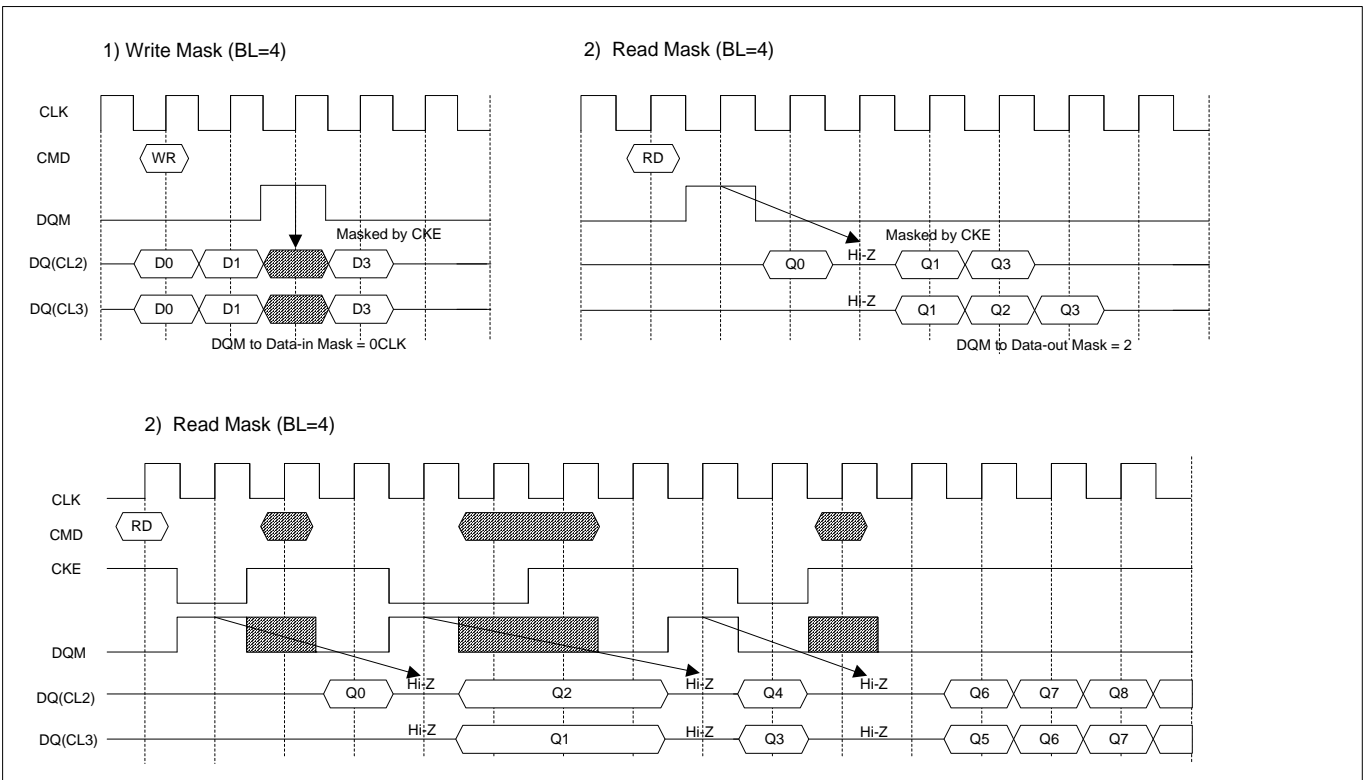 1) Write Mask (BL=4)
CLK
CMD
WR
DQM
Masked by CKE
DQ(CL2)
D0 D1 D3
DQ(CL3)
D0 D1 D3
DQM to Data-in Mask = 0CLK
2) Read Mask (BL=4)
RD
Masked by CKE
Q0 Hi-Z Q1 Q3
Hi-Z Q1 Q2 Q3
DQM to Data-out Mask = 2
2) Read Mask (BL=4)
CLK
RD
CMD
CKE
DQM
DQ(CL2)
Q0 Hi-Z Q2 Hi-Z Q4 Hi-Z Q6 Q7 Q8
DQ(CL3)
Hi-Z Q1 Hi-Z Q3 Hi-Z Q5 Q6 Q7